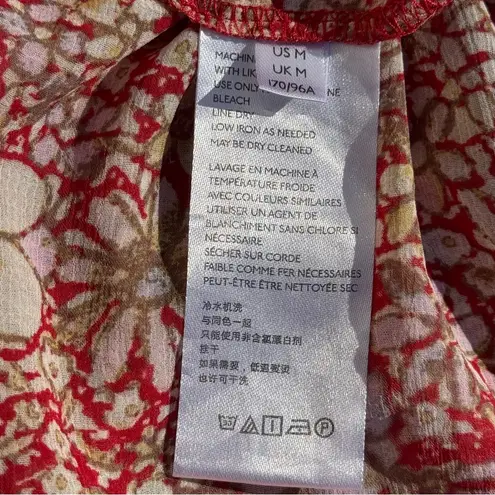 US M
UK M
170/96A
MACHIN
WITH LIK
USE ONLY NE
BLEACH
LINE DRY
LOW IRON AS NEEDED
MAY BE DRY CLEANED
LAVAGE EN MACHINE À
TEMPÉRATURE FROIDE
AVEC COULEURS SIMILAIRES
UTILISER UN AGENT DE
BLANCHIMENT SANS CHLORE SI
NÉCESSAIRE
SÉCHER SUR CORDE
FAIBLE COMME FER NÉCESSAIRES
PEUT-ÊTRE ÊTRE NETTOYÉE SEC
冷水机洗
与同色一起
只能使用非含氯漂白剂
挂干
如果需要，低温熨烫
也许可干洗
30
P